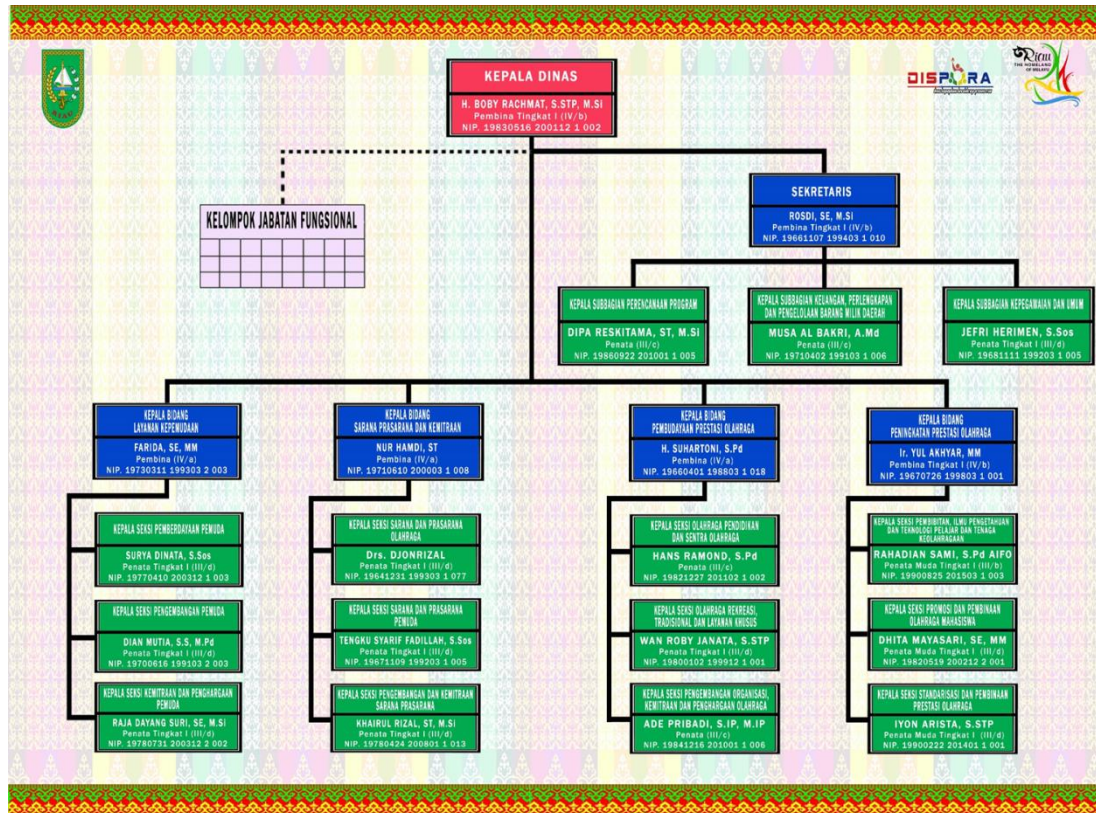 RIAU
DISPORA
Riau
THE HOMELAND
OF MELAYU
KEPALA DINAS
H. BOBY RACHMAT, S.STP, M.Si
Pembina Tingkat I (IV/b)
NIP. 19830516 200112 1 002
KELOMPOK JABATAN FUNGSIONAL
SEKRETARIS
ROSDI, SE, M.Si
Pembina Tingkat I (IV/b)
NIP. 19661107 199403 1 010
KEPALA SUBBAGIAN PERENCANAAN PROGRAM
DIPA RESKITAMA, ST, M.Si
Penata (III/c)
NIP. 19860922 201001 1 005
KEPALA SUBBAGIAN KEUANGAN, PERLENGKAPAN
DAN PENGELOLAAN BARANG MILIK DAERAH
MUSA AL BAKRI, A.Md
Penata (III/c)
NIP. 19710402 199103 1 006
KEPALA SUBBAGIAN KEPEGAWAIAN DAN UMUM
JEFRI HERIMEN, S.Sos
Penata Tingkat I (III/d)
NIP. 19681111 199203 1 005
KEPALA BIDANG
LAYANAN KEPEMUDAAN
FARIDA, SE, MM
Pembina (IV/a)
NIP. 19730311 199303 2 003
KEPALA SEKSI PEMBERDAYAAN PEMUDA
SURYA DINATA, S.Sos
Penata Tingkat I (III/d)
NIP. 19770410 200312 1 003
KEPALA SEKSI PENGEMBANGAN PEMUDA
DIAN MUTIA, S.S, M.Pd
Penata Tingkat I (III/d)
NIP. 19700616 199103 2 003
KEPALA SEKSI KEMITRAAN DAN PENGHARGAAN
PEMUDA
RAJA DAYANG SURI, SE, M.Si
Penata Tingkat I (III/d)
NIP. 19780731 200312 2 002
KEPALA BIDANG
SARANA PRASARANA DAN KEMITRAAN
NUR HAMDI, ST
Pembina (IV/a)
NIP. 19710610 200003 1 008
KEPALA SEKSI SARANA DAN PRASARANA
OLAHRAGA
Drs. DJONRIZAL
Penata Tingkat I (III/d)
NIP. 19641231 199303 1 077
KEPALA SEKSI SARANA DAN PRASARANA
PEMUDA
TENGKU SYARIF FADILLAH, S.Sos
Penata Tingkat I (III/d)
NIP. 19671109 199203 1 005
KEPALA SEKSI PENGEMBANGAN DAN KEMITRAAN
SARANA PRASARANA
KHAIRUL RIZAL, ST, M.Si
Penata Tingkat I (III/d)
NIP. 19780424 200801 1 013
KEPALA BIDANG
PEMBUDAYAAN PRESTASI OLAHRAGA
H. SUHARTONI, S.Pd
Pembina (IV/a)
NIP. 19660401 198803 1 018
KEPALA SEKSI OLAHRAGA PENDIDIKAN
DAN SENTRA OLAHRAGA
HANS RAMOND, S.Pd
Penata (III/c)
NIP. 19821227 201102 1 002
KEPALA SEKSI OLAHRAGA REKREASI,
TRADISIONAL DAN LAYANAN KHUSUS
WAN ROBY JANATA, S.STP
Penata Tingkat I (III/d)
NIP. 19800102 199912 1 001
KEPALA SEKSI PENGEMBANGAN ORGANISASI,
KEMITRAAN DAN PENGHARGAAN OLAHRAGA
ADE PRIBADI, S.IP, M.IP
Penata (III/c)
NIP. 19841216 201001 1 006
KEPALA BIDANG
PENINGKATAN PRESTASI OLAHRAGA
Ir. YUL AKHYAR, MM
Pembina Tingkat I (IV/b)
NIP. 19670726 199803 1 001
KEPALA SEKSI PEMBIBITAN, ILMU PENGETAHUAN
DAN TEKNOLOGI PELAJAR DAN TENAGA
KEOLAHRAGAAN
RAHADIAN SAMI, S.Pd AIFO
Penata Muda Tingkat I (III/b)
NIP. 19900825 201503 1 003
KEPALA SEKSI PROMOSI DAN PEMBINAAN
OLAHRAGA MAHASISWA
DHITA MAYASARI, SE, MM
Penata Muda Tingkat I (III/d)
NIP. 19820519 200212 2 001
KEPALA SEKSI STANDARISASI DAN PEMBINAAN
PRESTASI OLAHRAGA
IYON ARISTA, S.STP
Penata Muda Tingkat I (III/d)
NIP. 19900222 201401 1 001